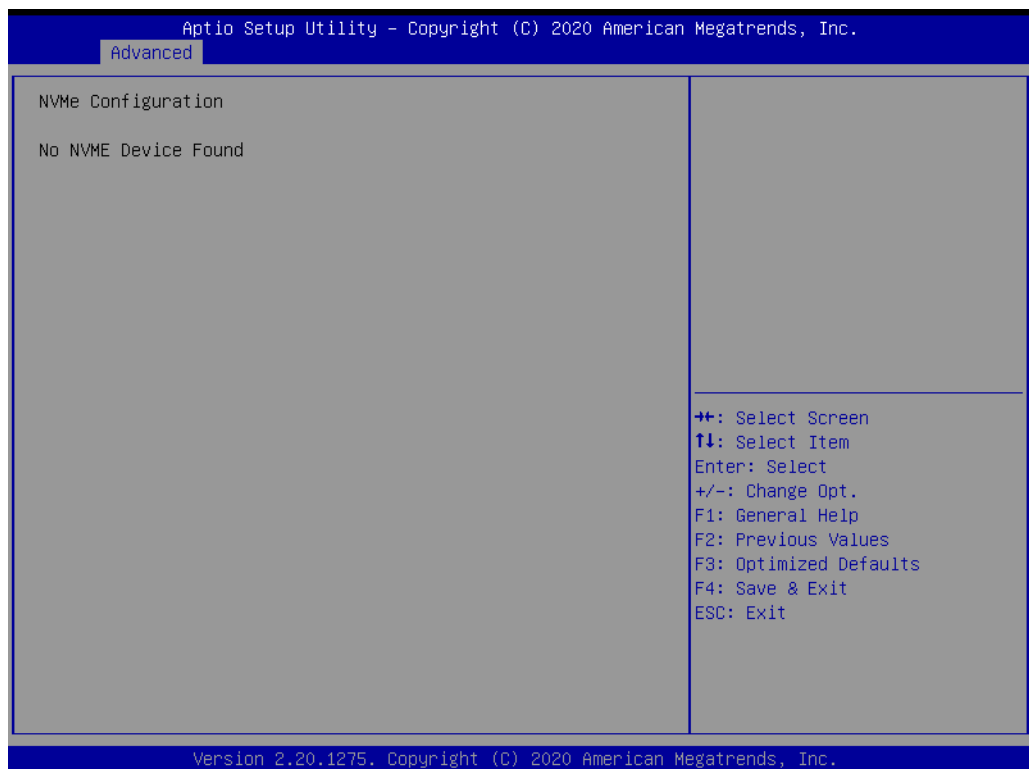 Aptio Setup Utility – Copyright (C) 2020 American Megatrends, Inc.
Advanced
NVMe Configuration
No NVME Device Found
→←: Select Screen
↑↓: Select Item
Enter: Select
+/-: Change Opt.
F1: General Help
F2: Previous Values
F3: Optimized Defaults
F4: Save & Exit
ESC: Exit
Version 2.20.1275. Copyright (C) 2020 American Megatrends, Inc.